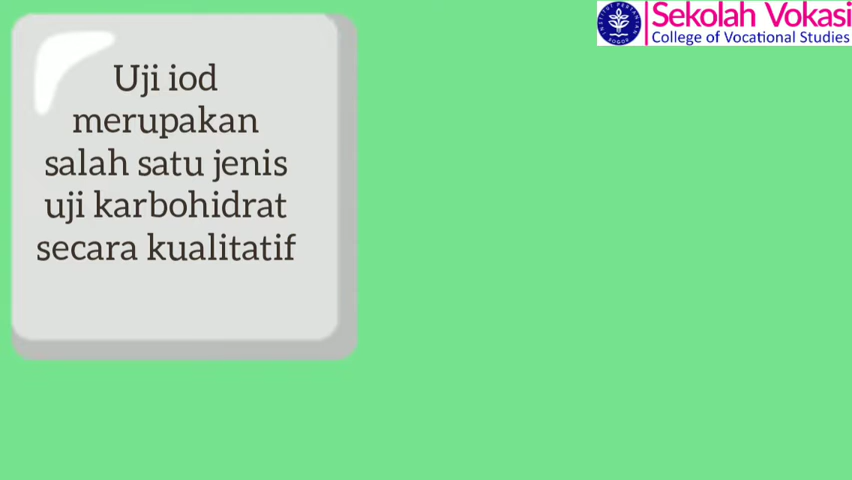 Sekolah Vokasi
College of Vocational Studies
Uji iod
merupakan
salah satu jenis
uji karbohidrat
secara kualitatif